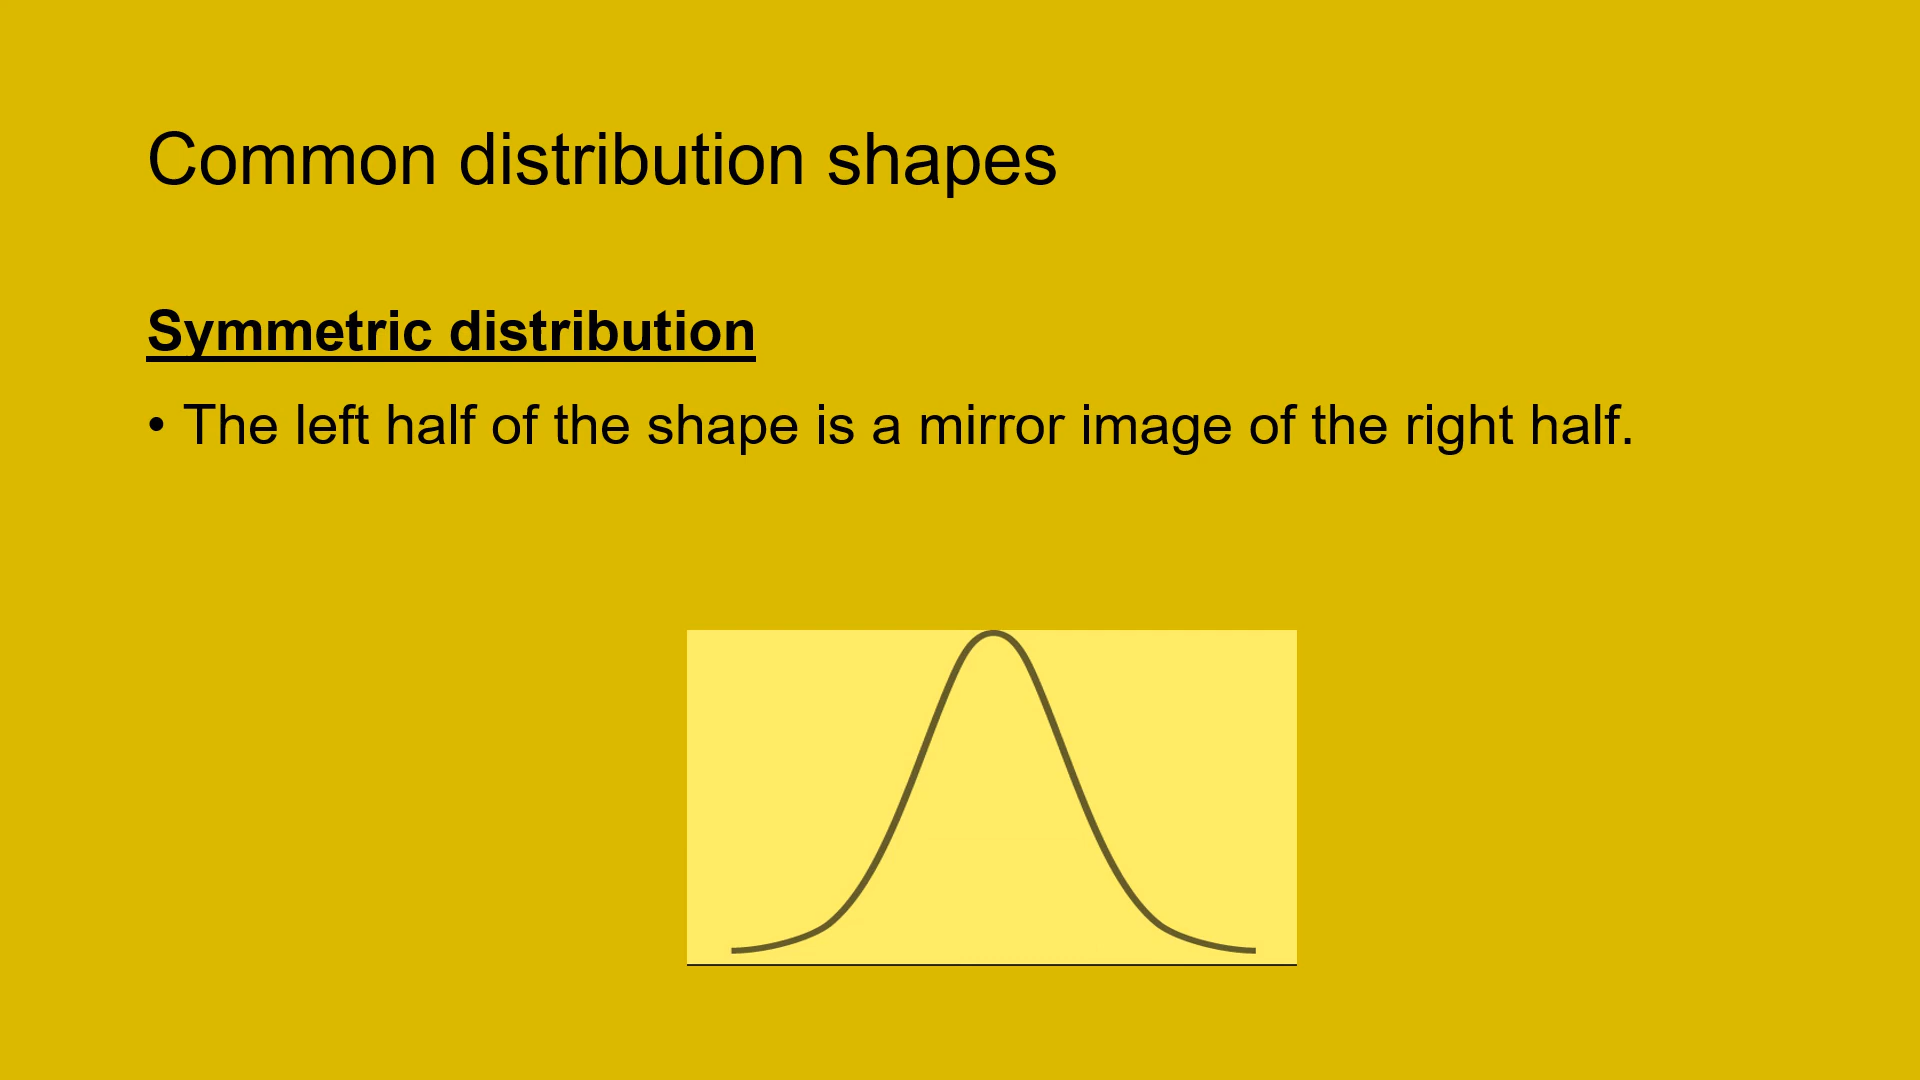 Common distribution shapes
Symmetric distribution
• The left half of the shape is a mirror image of the right half.